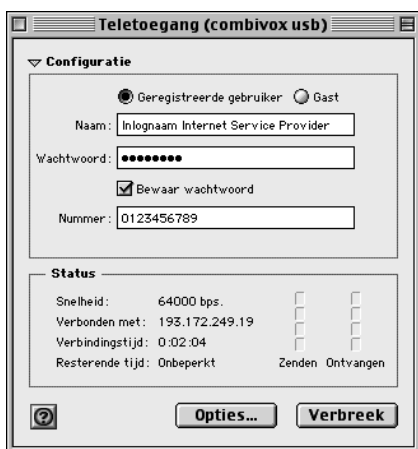 Teletoegang (combivox usb)
Configuratie
Geregistreerde gebruiker Gast
Naam: Inlognaam Internet Service Provider
Wachtwoord: ●●●●●●●●
Bewaar wachtwoord
Nummer: 0123456789
Status
Snelheid: 64000 bps.
Verbonden met: 193.172.249.19
Verbindingstijd: 0:02:04
Resterende tijd: Onbeperkt Zenden Ontvangen
? Opties... Verbreek